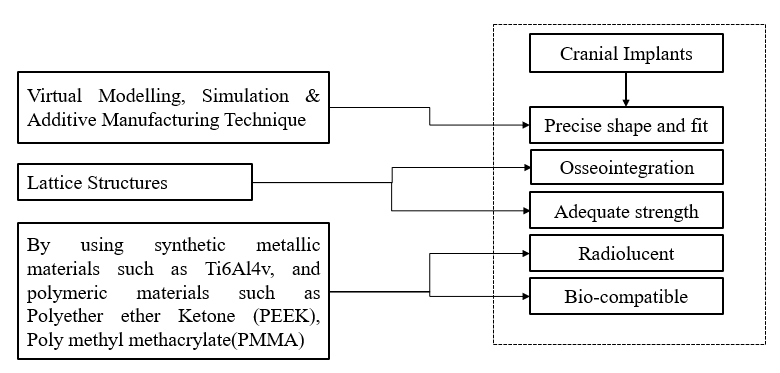 Virtual Modelling, Simulation &
Additive Manufacturing Technique
Lattice Structures
By using synthetic metallic
materials such as Ti6Al4v, and
polymeric materials such as
Polyether ether Ketone (PEEK),
Poly methyl methacrylate(PMMA)
Cranial Implants
Precise shape and fit
Osseointegration
Adequate strength
Radiolucent
Bio-compatible